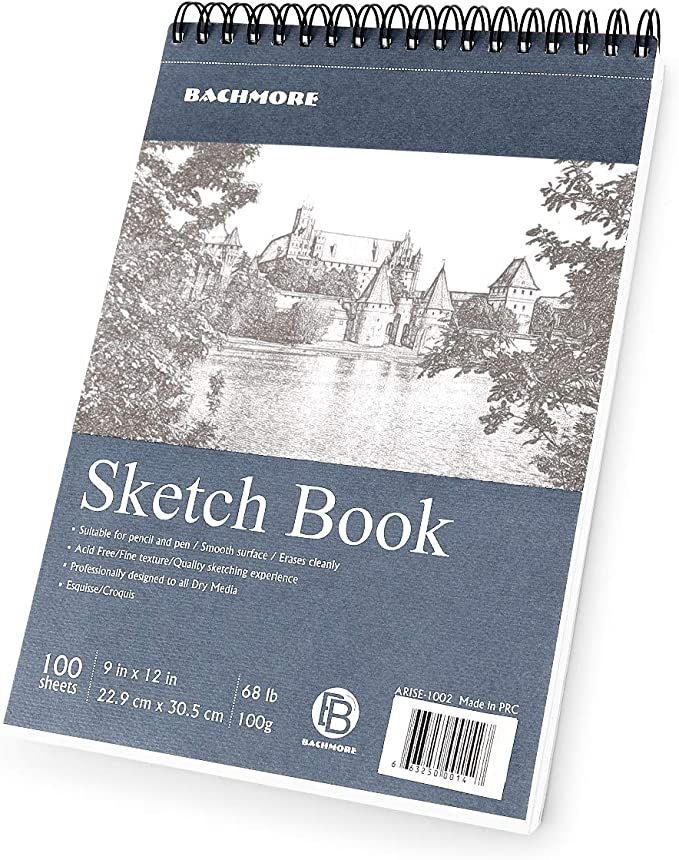 BACHMORE
Sketch Book
• Suitable for pencil and pen / Smooth surface / Erases cleanly
• Acid Free/Fine texture/Quality sketching experience
• Professionally designed to all Dry Media
• Esquisse/Croquis
100 sheets
9 in x 12 in
22.9 cm x 30.5 cm
68 lb
100g
BACHMORE
ARISE-1002 Made in PRC